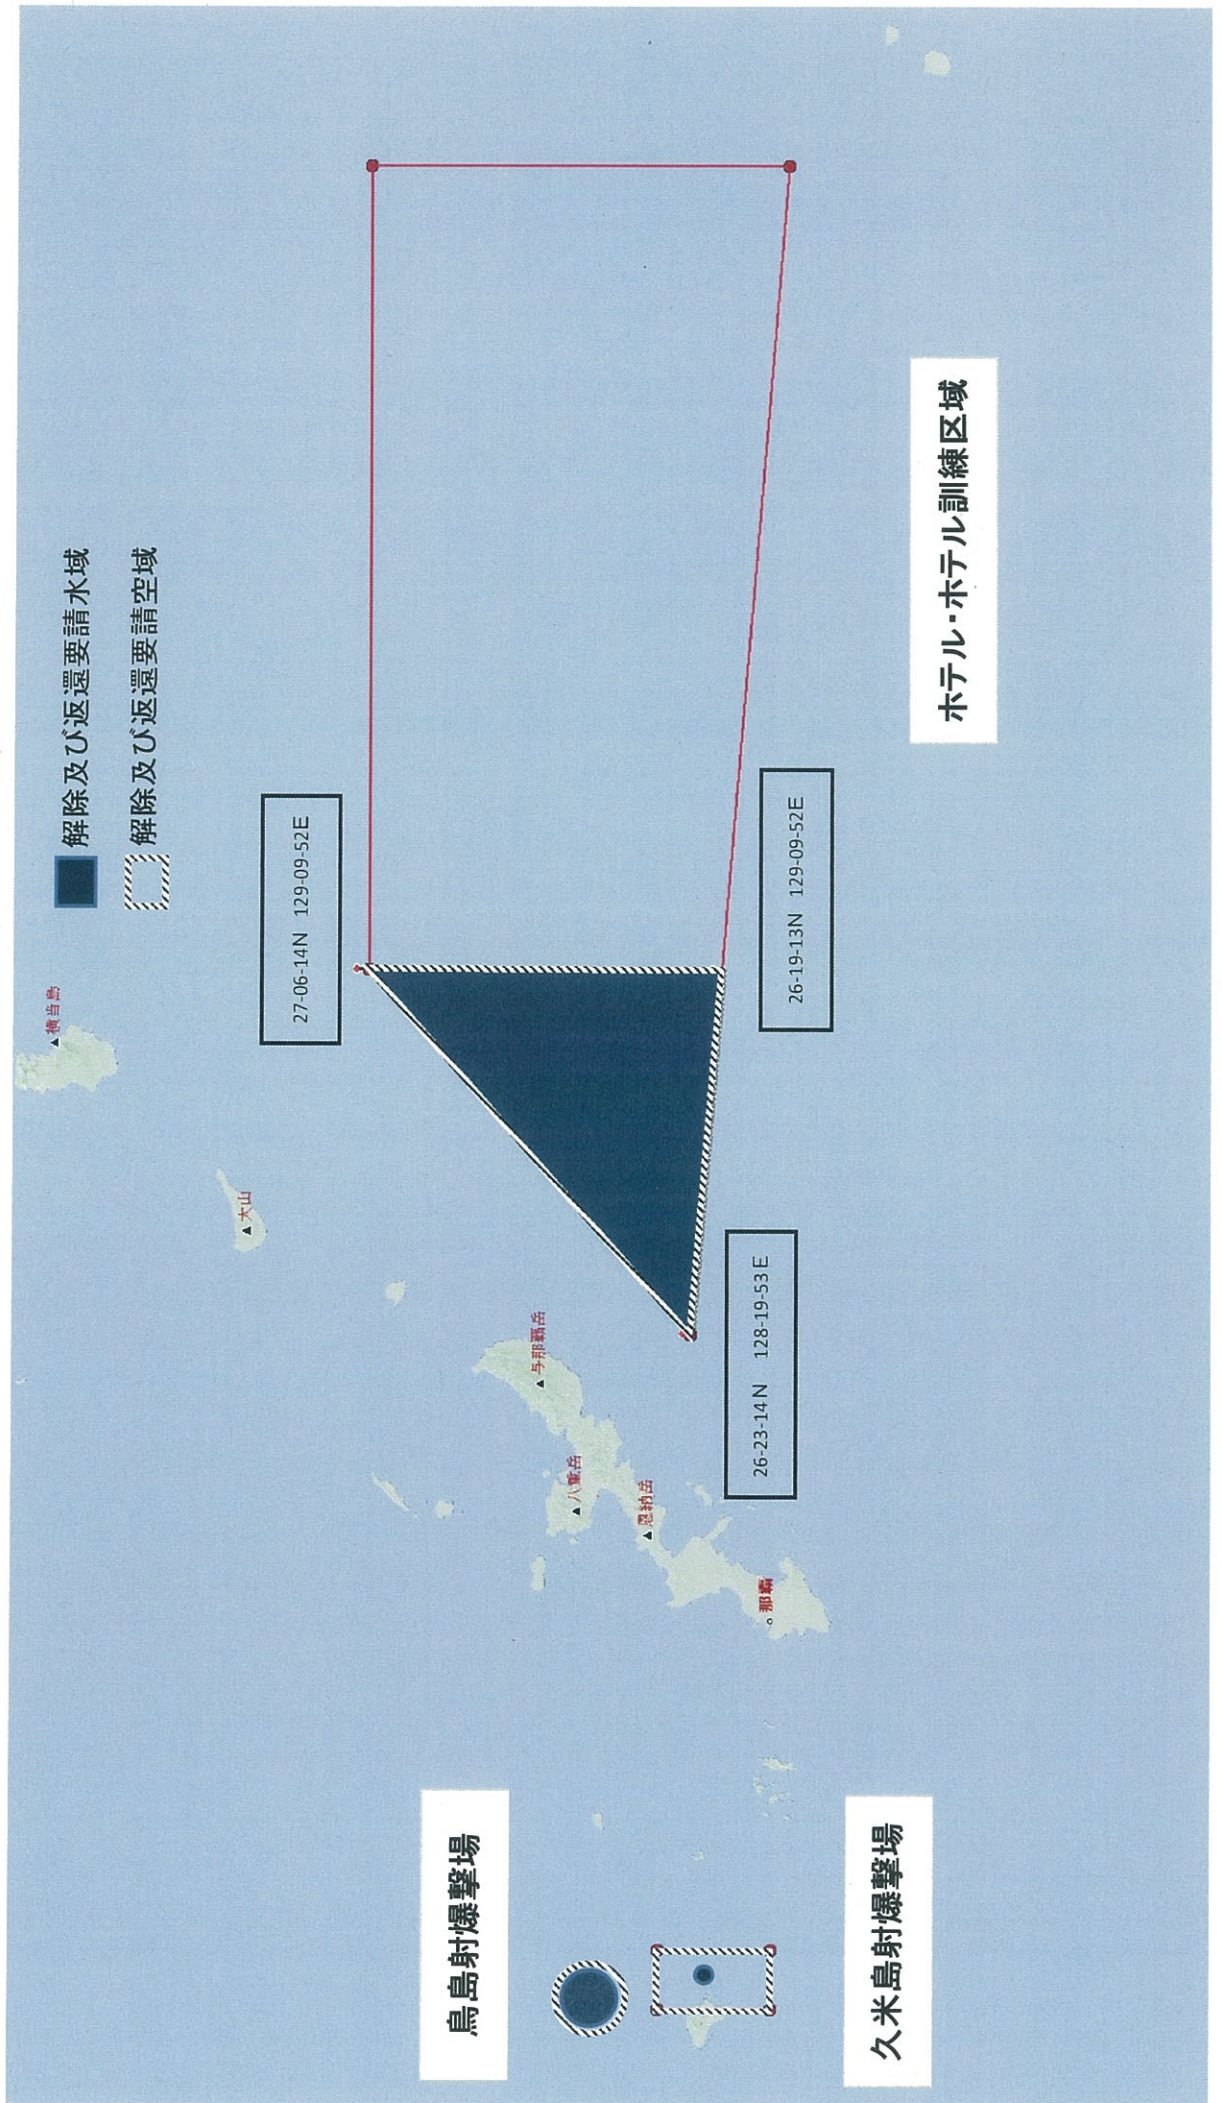 解除及び返還要請水域
解除及び返還要請空域
横当島
大山
与那覇岳
八重岳
恩納岳
那覇
27-06-14N 129-09-52E
26-19-13N 129-09-52E
26-23-14N 128-19-53E
ホテル・ホテル訓練区域
鳥島射爆撃場
久米島射爆撃場